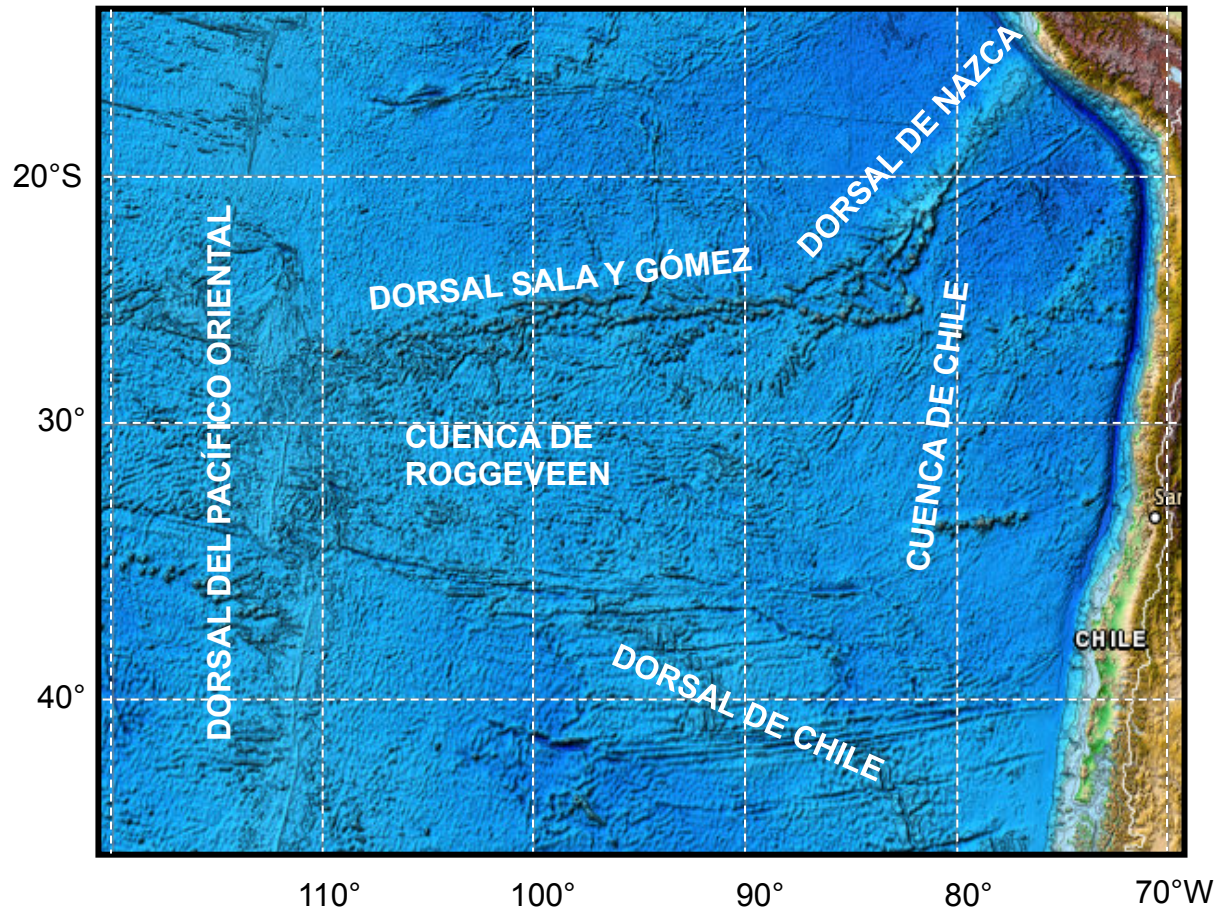 DORSAL DE NAZCA
20°S
DORSAL DEL PACÍFICO ORIENTAL
DORSAL SALA Y GÓMEZ
CUENCA DE CHILE
30°
CUENCA DE
ROGGEVEEN
San
CHILE
40°
DORSAL DE CHILE
110°
100°
90°
80°
70°W